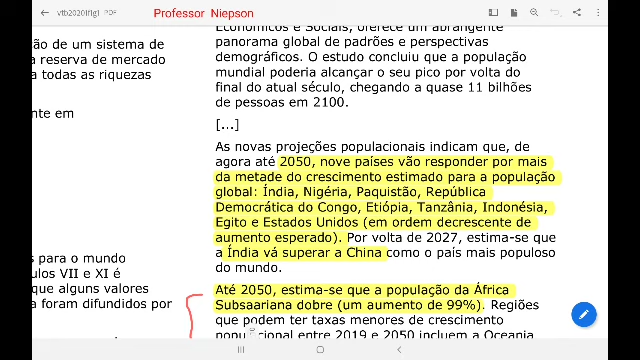 vtb2020lflg1 PDF
Professor Niepson
Econômicos e Sociais, oferece um abrangente
panorama global de padrões e perspectivas
demográficos. O estudo concluiu que a população
mundial poderia alcançar o seu pico por volta do
final do atual século, chegando a quase 11 bilhões
de pessoas em 2100.
[...]
As novas projeções populacionais indicam que, de
agora até 2050, nove países vão responder por mais
da metade do crescimento estimado para a população
global: Índia, Nigéria, Paquistão, República
Democrática do Congo, Etiópia, Tanzânia, Indonésia,
Egito e Estados Unidos (em ordem decrescente de
aumento esperado). Por volta de 2027, estima-se que
a Índia vá superar a China como o país mais populoso
do mundo.
Até 2050, estima-se que a população da África
Subsaariana dobre (um aumento de 99%). Regiões
que podem ter taxas menores de crescimento
populacional entre 2019 e 2050 incluem a Oceania
ão de um sistema de
a reserva de mercado
a todas as riquezas
nte em
s para o mundo
ulos VII e XI é
que alguns valores
a foram difundidos por